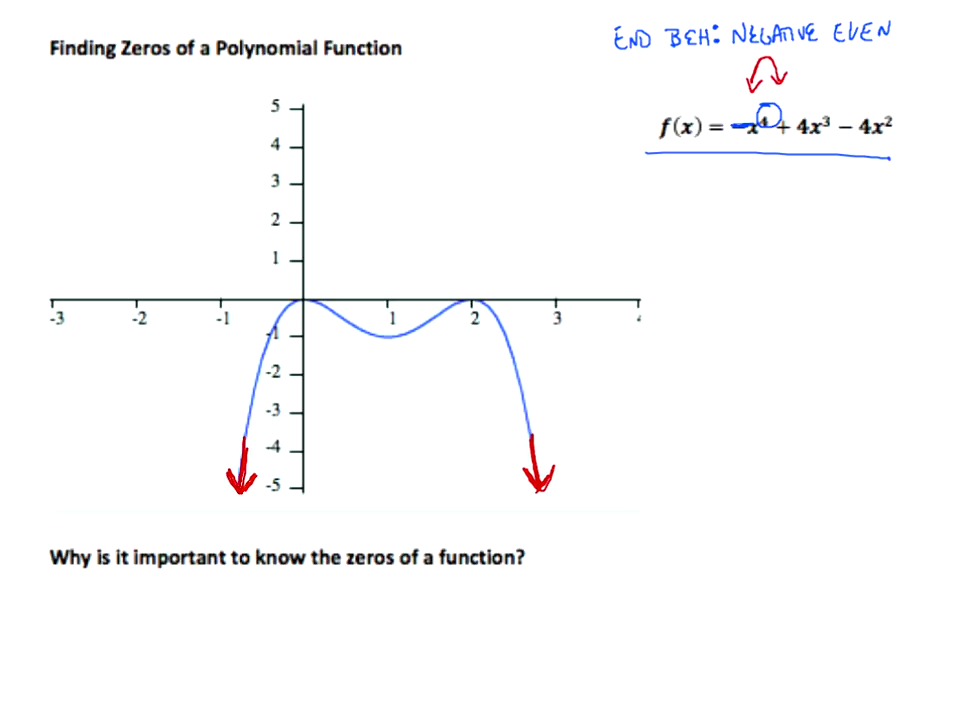 END BEH: NEGATIVE EVEN
Finding Zeros of a Polynomial Function
f(x) = −x⁴ + 4x³ − 4x²
5
4
3
2
1
-3 -2 -1 1 2 3
-1
-2
-3
-4
-5
Why is it important to know the zeros of a function?